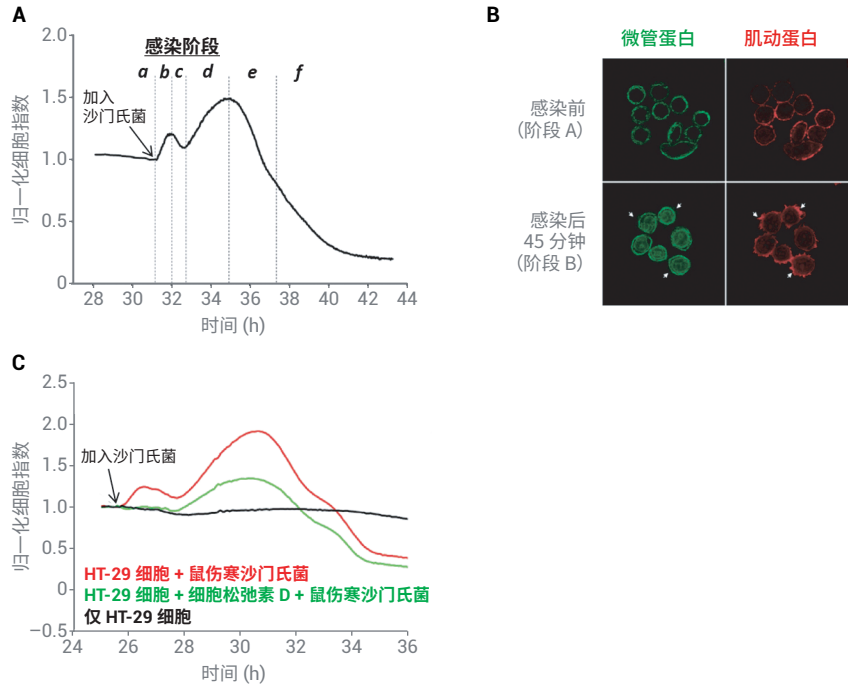 A
感染阶段
a b c d e f
加入
沙门氏菌
归一化细胞指数
2.0
1.5
1.0
0.5
0
28 30 32 34 36 38 40 42 44
时间 (h)
B
微管蛋白 肌动蛋白
感染前
（阶段 A）
感染后
45 分钟
（阶段 B）
C
加入沙门氏菌
归一化细胞指数
2.5
2.0
1.5
1.0
0.5
0
−0.5
HT-29 细胞 + 鼠伤寒沙门氏菌
HT-29 细胞 + 细胞松弛素 D + 鼠伤寒沙门氏菌
仅 HT-29 细胞
24 26 28 30 32 34 36
时间 (h)